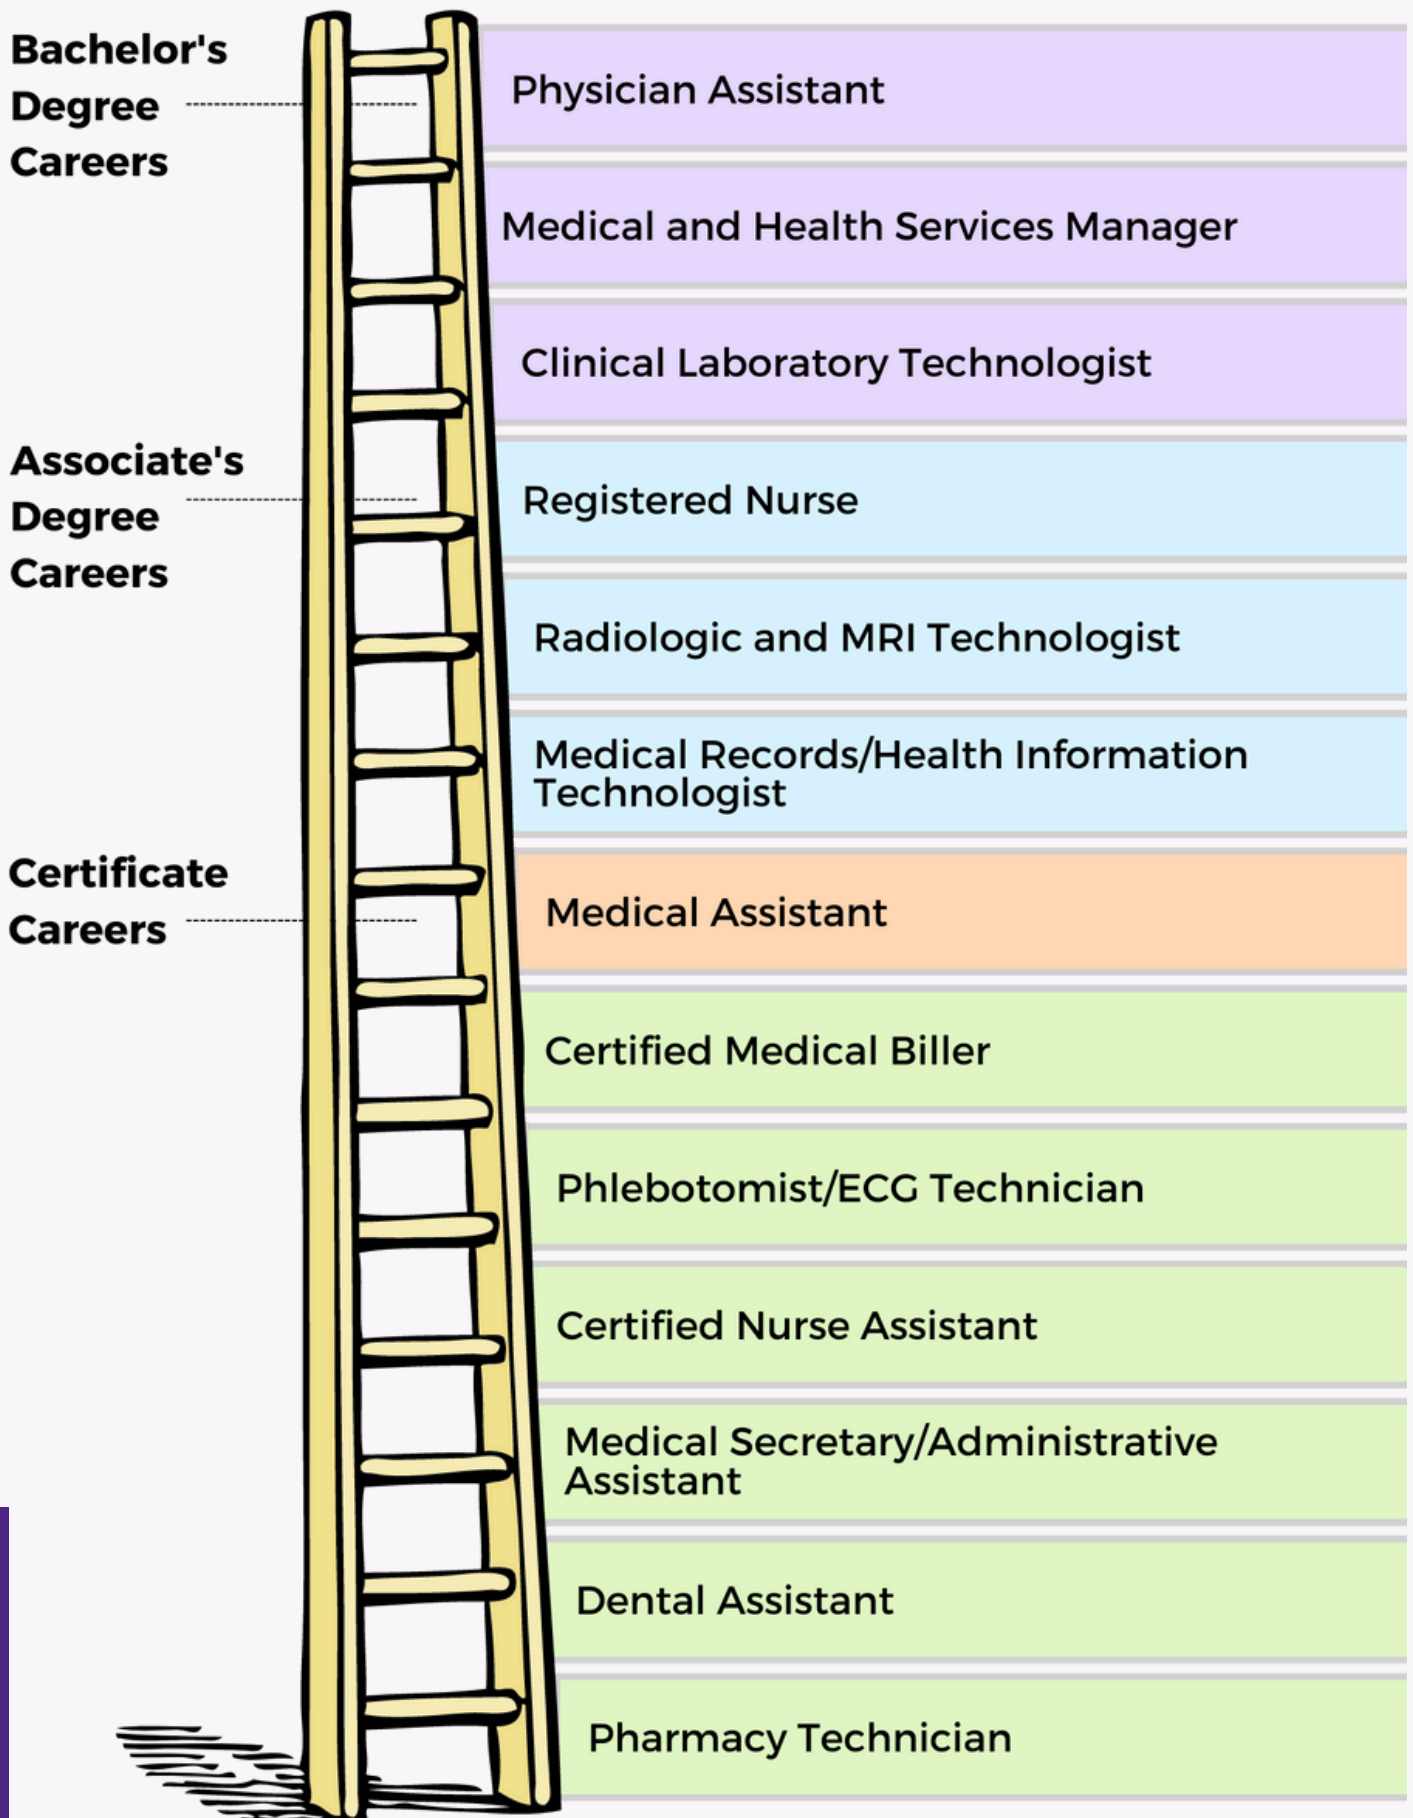 Bachelor's
Degree
Careers
Physician Assistant
Medical and Health Services Manager
Clinical Laboratory Technologist
Associate's
Degree
Careers
Registered Nurse
Radiologic and MRI Technologist
Medical Records/Health Information
Technologist
Certificate
Careers
Medical Assistant
Certified Medical Biller
Phlebotomist/ECG Technician
Certified Nurse Assistant
Medical Secretary/Administrative
Assistant
Dental Assistant
Pharmacy Technician